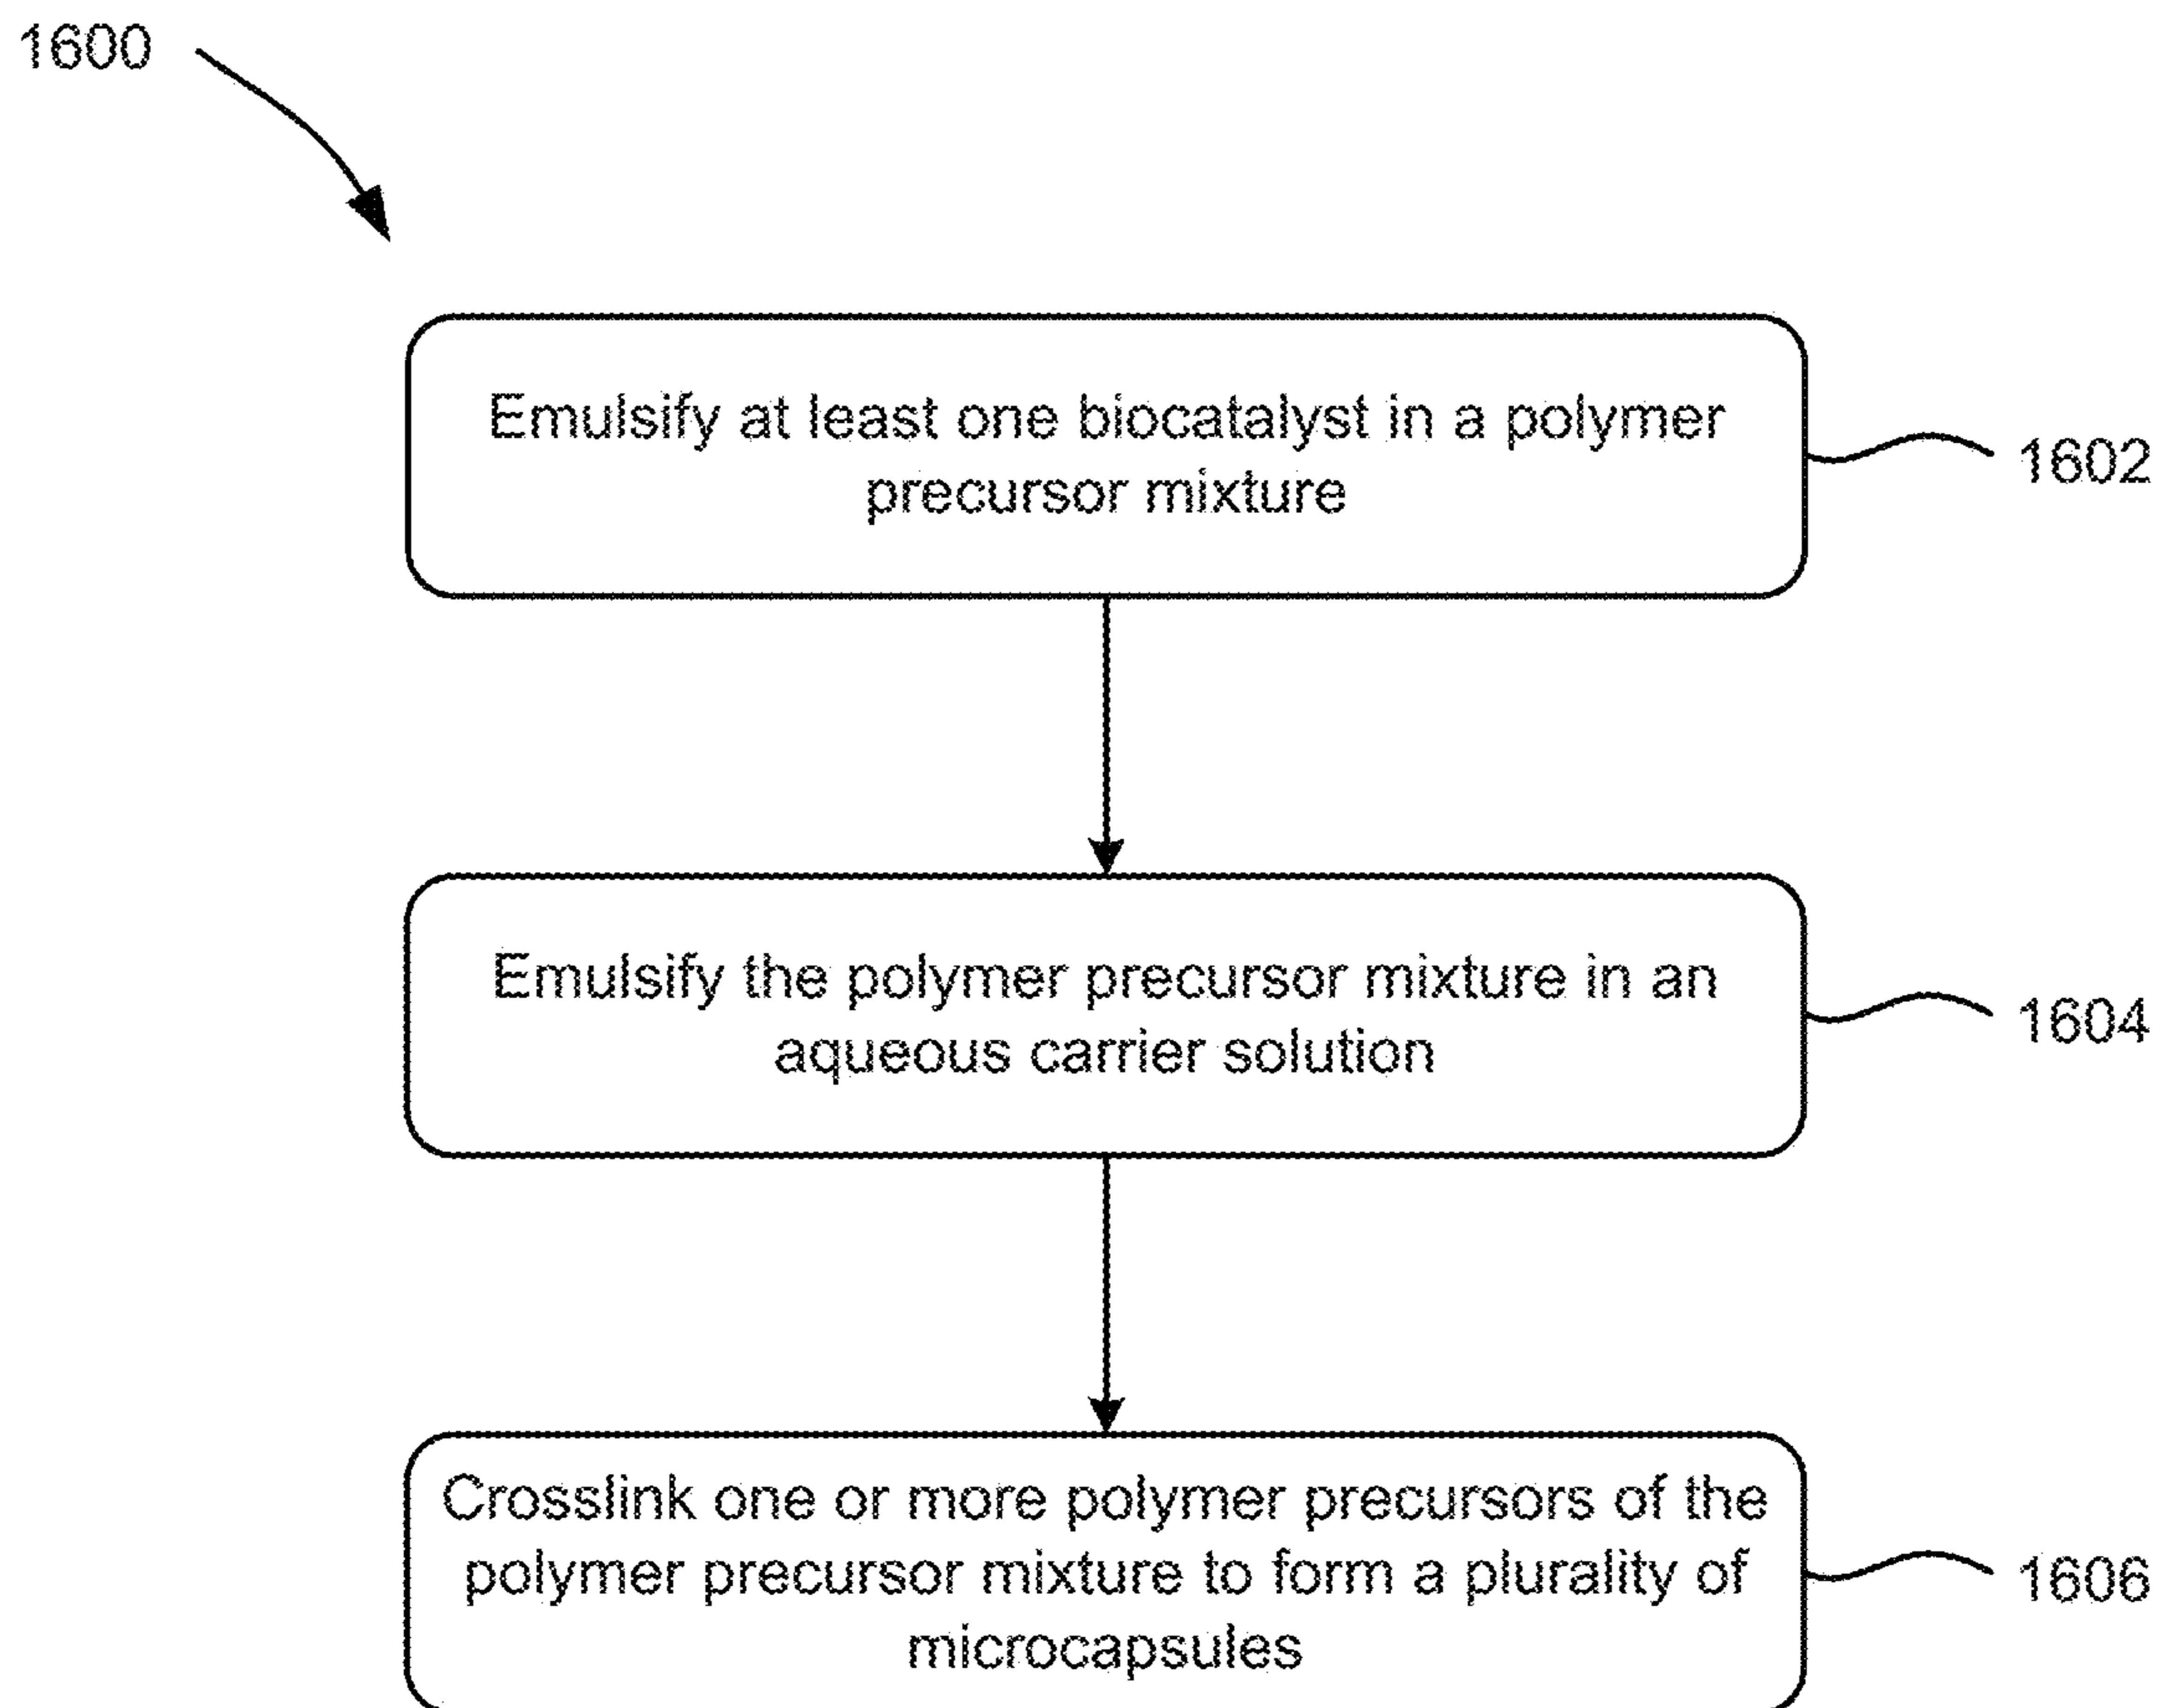 1600
Emulsify at least one biocatalyst in a polymer
precursor mixture
1602
Emulsify the polymer precursor mixture in an
aqueous carrier solution
1604
Crosslink one or more polymer precursors of the
polymer precursor mixture to form a plurality of
microcapsules
1606